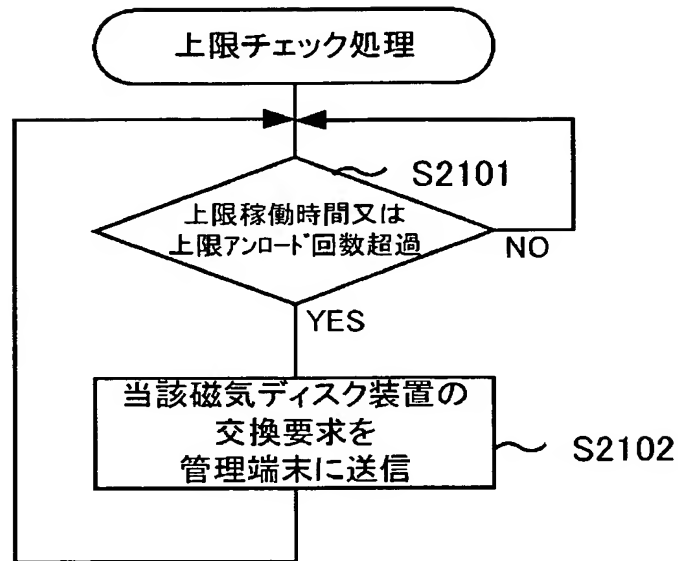 上限チェック処理
S2101
上限稼働時間又は
上限アンロード回数超過
NO
YES
当該磁気ディスク装置の
交換要求を
管理端末に送信
S2102